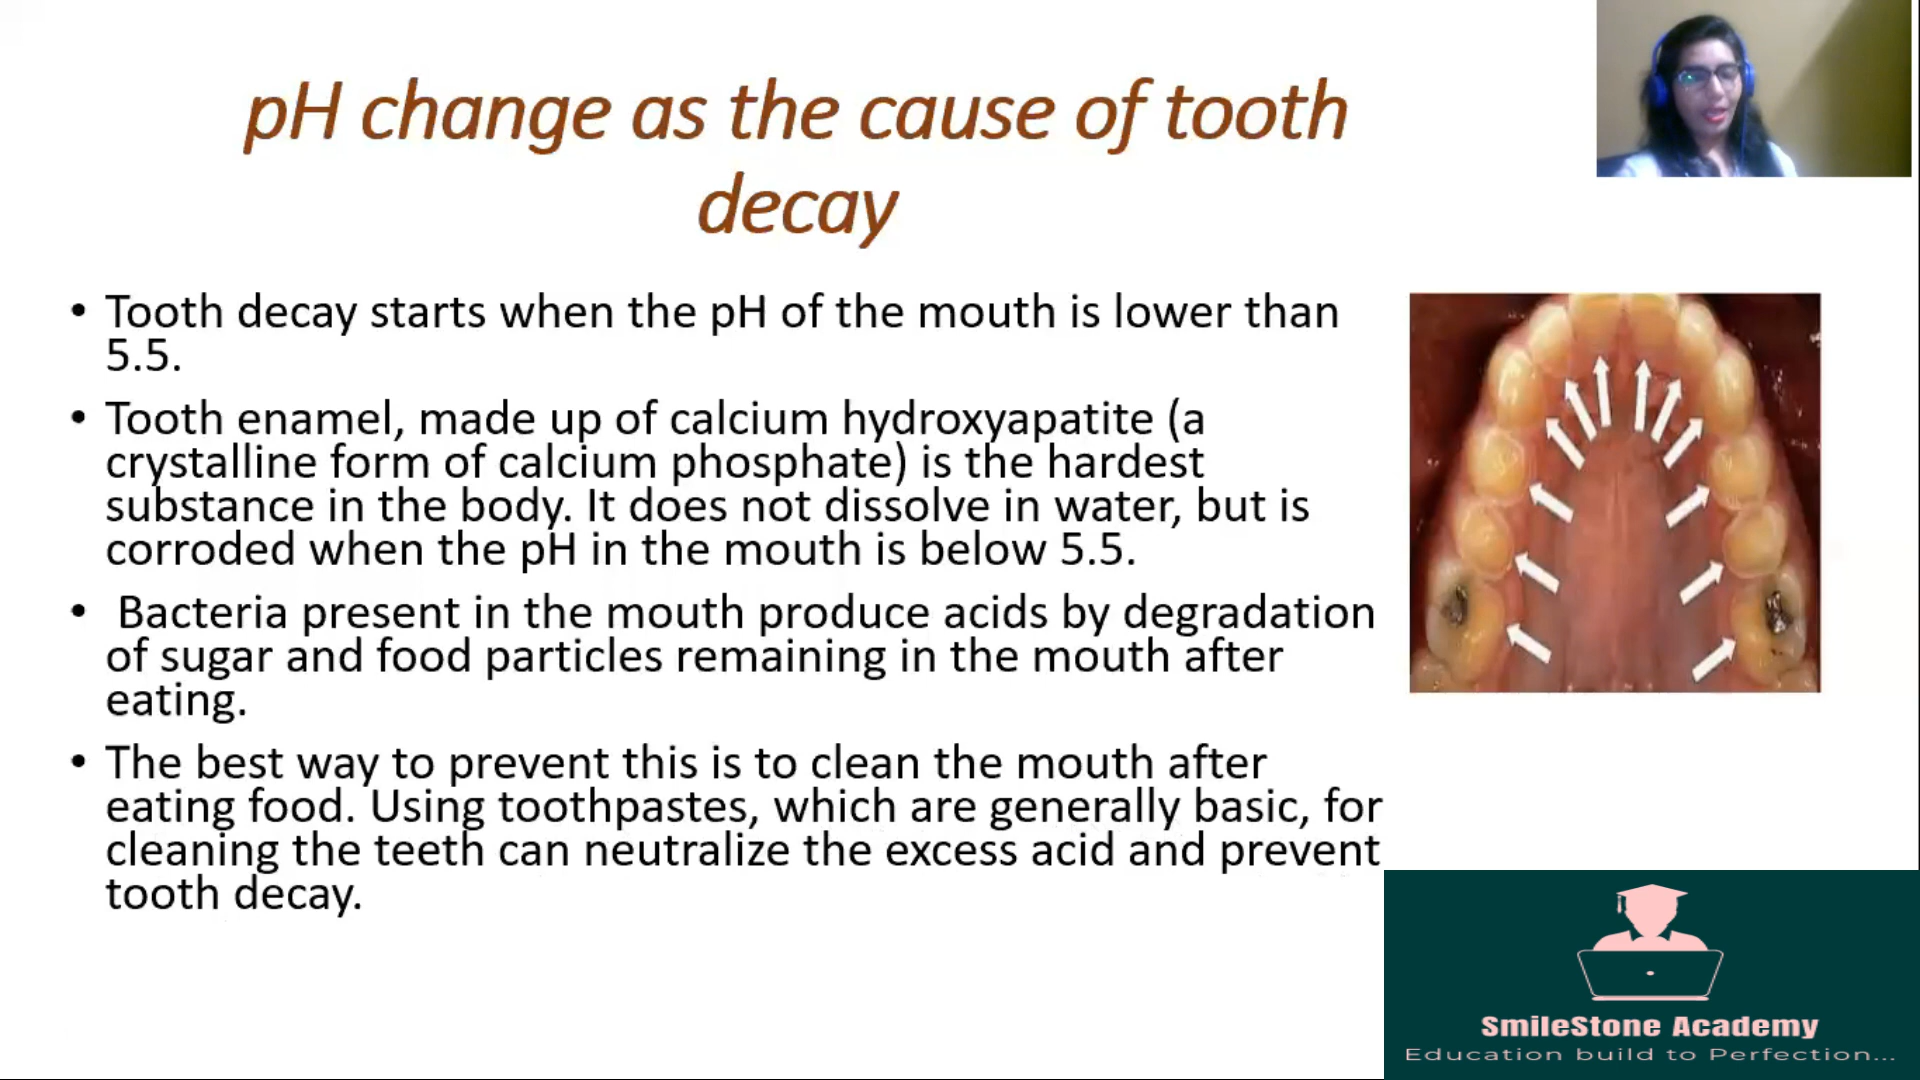 pH change as the cause of tooth
decay
• Tooth decay starts when the pH of the mouth is lower than
5.5.
• Tooth enamel, made up of calcium hydroxyapatite (a
crystalline form of calcium phosphate) is the hardest
substance in the body. It does not dissolve in water, but is
corroded when the pH in the mouth is below 5.5.
• Bacteria present in the mouth produce acids by degradation
of sugar and food particles remaining in the mouth after
eating.
• The best way to prevent this is to clean the mouth after
eating food. Using toothpastes, which are generally basic, for
cleaning the teeth can neutralize the excess acid and prevent
tooth decay.
SmileStone Academy
Education build to Perfection...